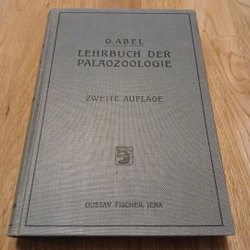 O. ABEL
LEHRBUCH DER
PALÄOZOOLOGIE
ZWEITE AUFLAGE
GUSTAV FISCHER, JENA